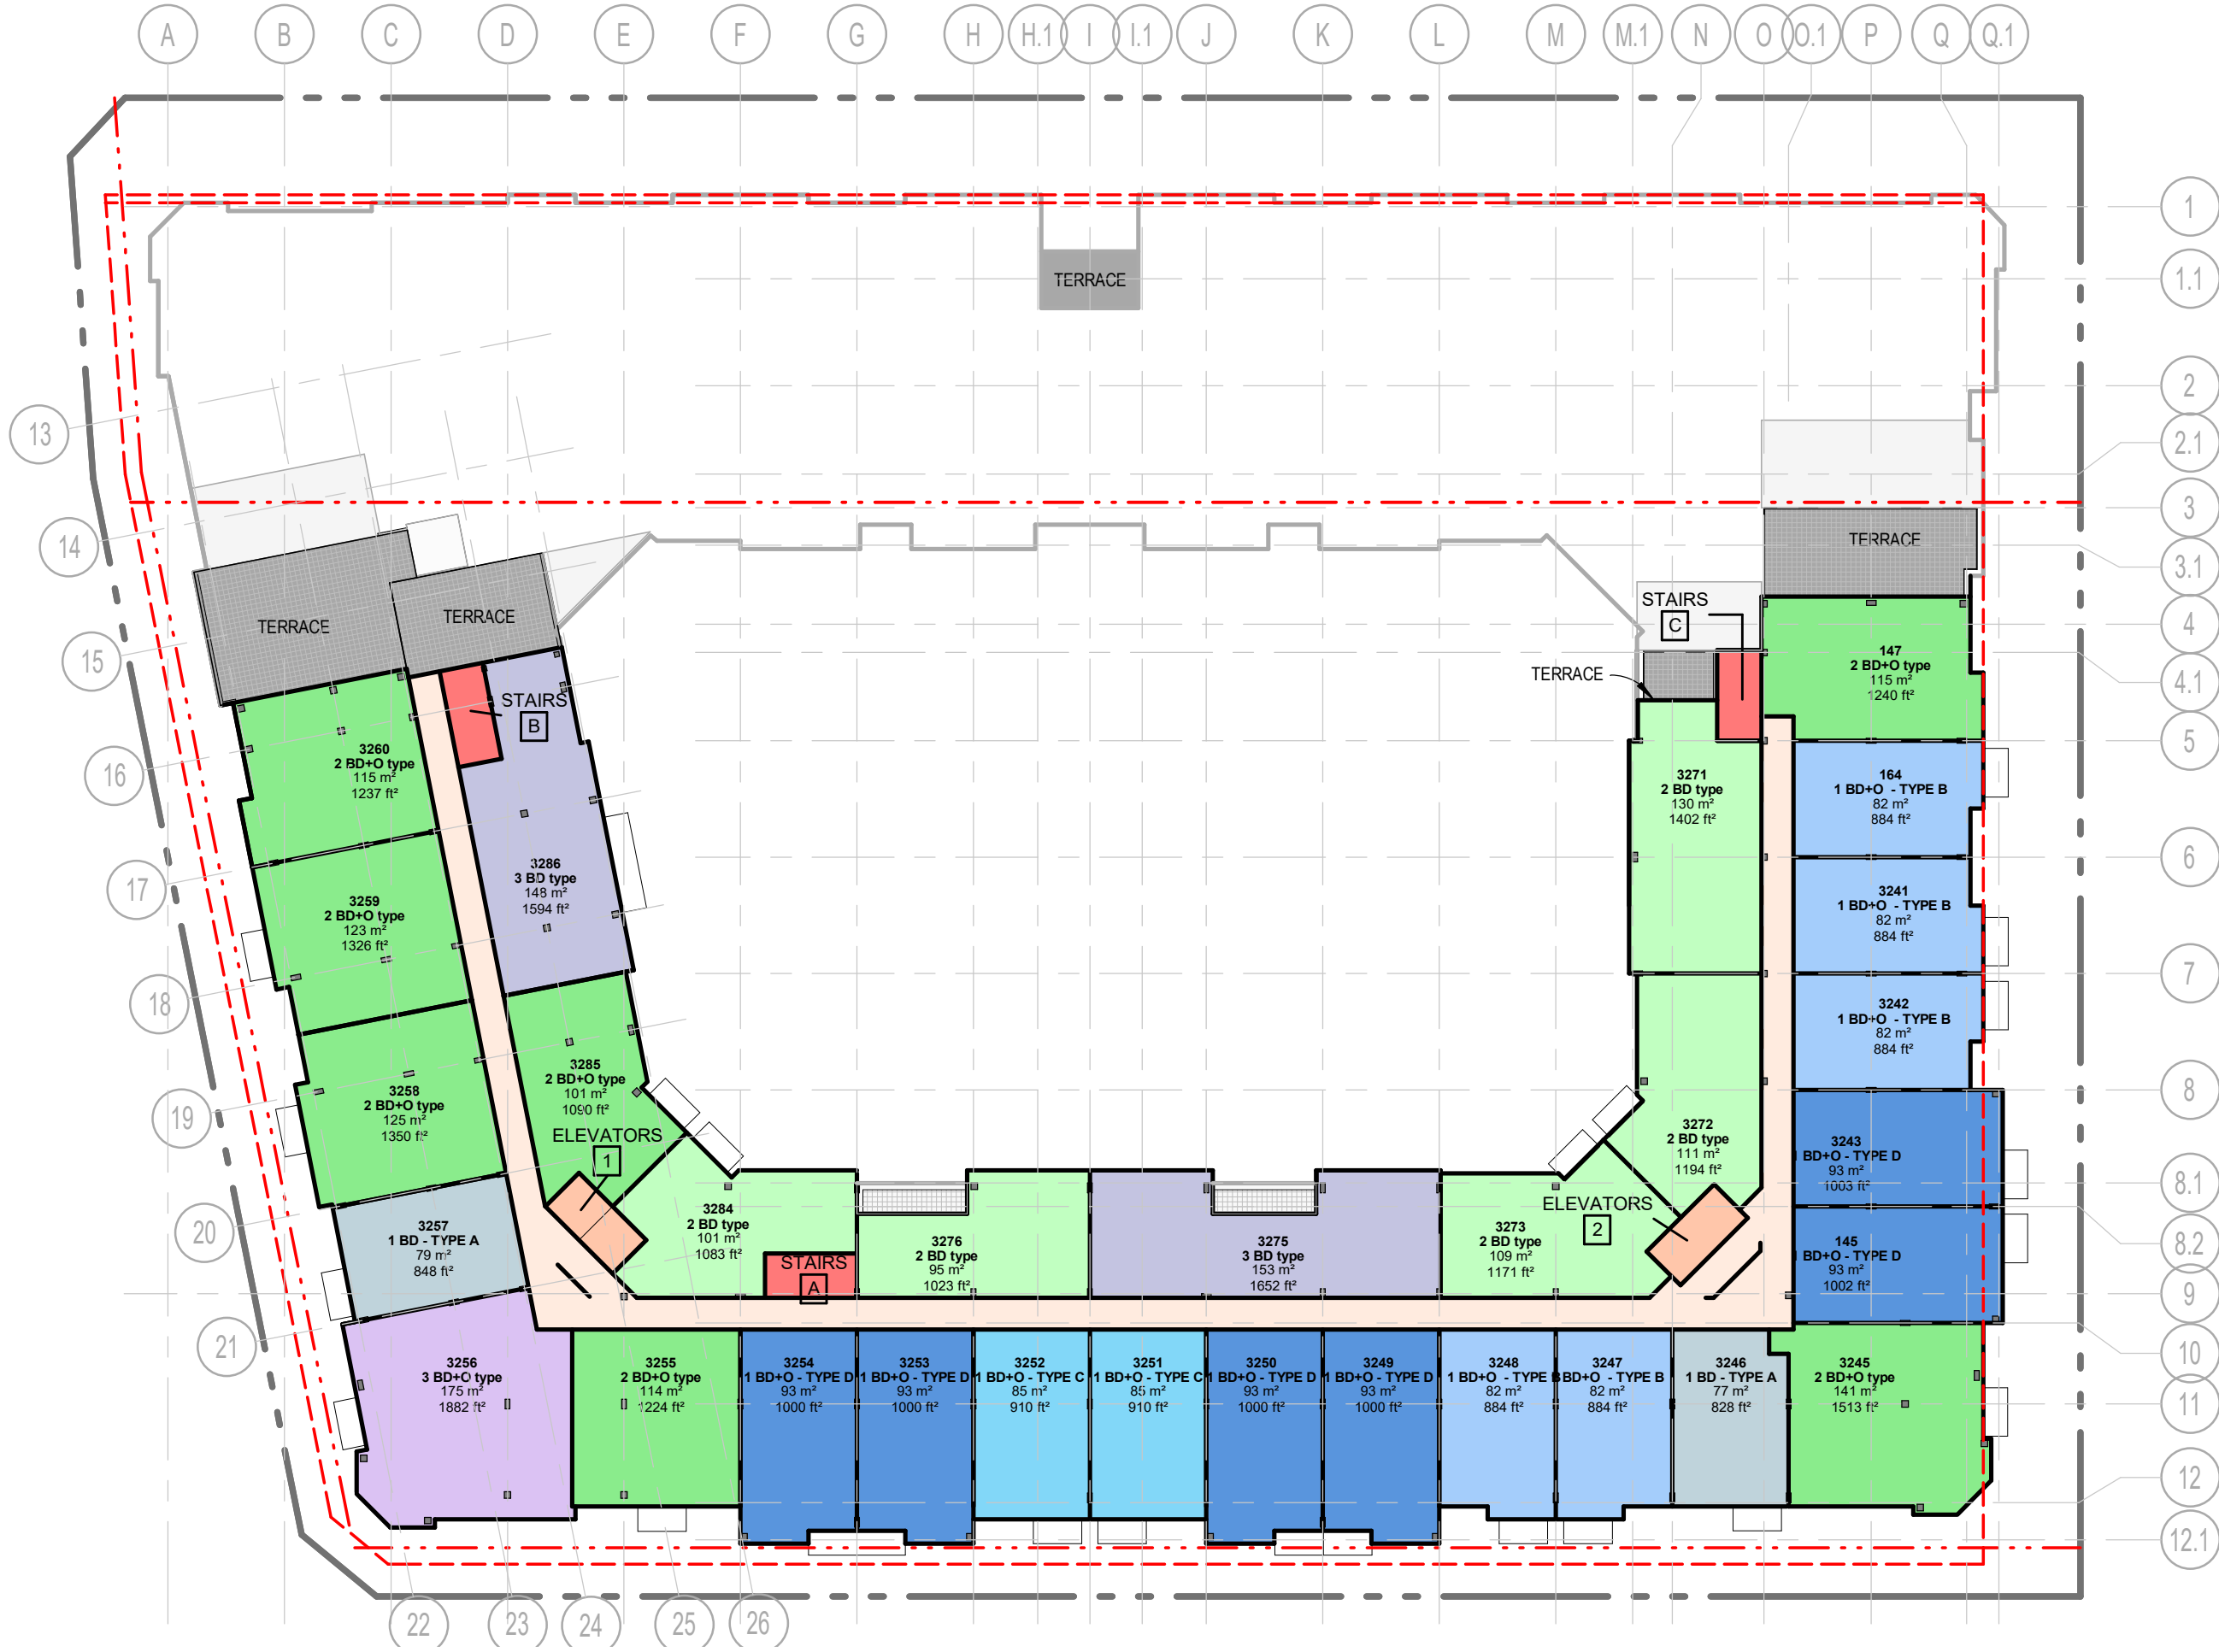 A B C D E F G H H.1 I I.1 J K L M M.1 N O O.1 P Q Q.1
1
TERRACE
1.1
2
13
2.1
3
14
TERRACE
3.1
STAIRS
C
4
TERRACE
TERRACE
15
147
2 BD+O type
115 m²
1240 ft²
TERRACE
4.1
STAIRS
B
5
3260
2 BD+O type
115 m²
1237 ft²
16
3271
2 BD type
130 m²
1402 ft²
164
1 BD+O - TYPE B
82 m²
884 ft²
3286
3 BD type
148 m²
1594 ft²
6
17
3259
2 BD+O type
123 m²
1326 ft²
3241
1 BD+O - TYPE B
82 m²
884 ft²
7
18
3242
1 BD+O - TYPE B
82 m²
884 ft²
3285
2 BD+O type
101 m²
1090 ft²
3258
2 BD+O type
125 m²
1350 ft²
8
19
ELEVATORS
1
3272
2 BD type
111 m²
1194 ft²
3243
BD+O - TYPE D
93 m²
1003 ft²
8.1
20
3257
1 BD - TYPE A
79 m²
848 ft²
3284
2 BD type
101 m²
1083 ft²
STAIRS
A
3276
2 BD type
95 m²
1023 ft²
3275
3 BD type
153 m²
1652 ft²
3273
2 BD type
109 m²
1171 ft²
ELEVATORS
2
145
BD+O - TYPE D
93 m²
1002 ft²
8.2
9
21
10
3256
3 BD+O type
175 m²
1882 ft²
3255
2 BD+O type
114 m²
1224 ft²
3254
1 BD+O - TYPE D
93 m²
1000 ft²
3253
1 BD+O - TYPE D
93 m²
1000 ft²
3252
1 BD+O - TYPE C
85 m²
910 ft²
3251
1 BD+O - TYPE C
85 m²
910 ft²
3250
1 BD+O - TYPE D
93 m²
1000 ft²
3249
1 BD+O - TYPE D
93 m²
1000 ft²
3248
1 BD+O - TYPE B
82 m²
884 ft²
3247
BD+O - TYPE B
82 m²
884 ft²
3246
1 BD - TYPE A
77 m²
828 ft²
3245
2 BD+O type
141 m²
1513 ft²
11
12
12.1
22 23 24 25 26